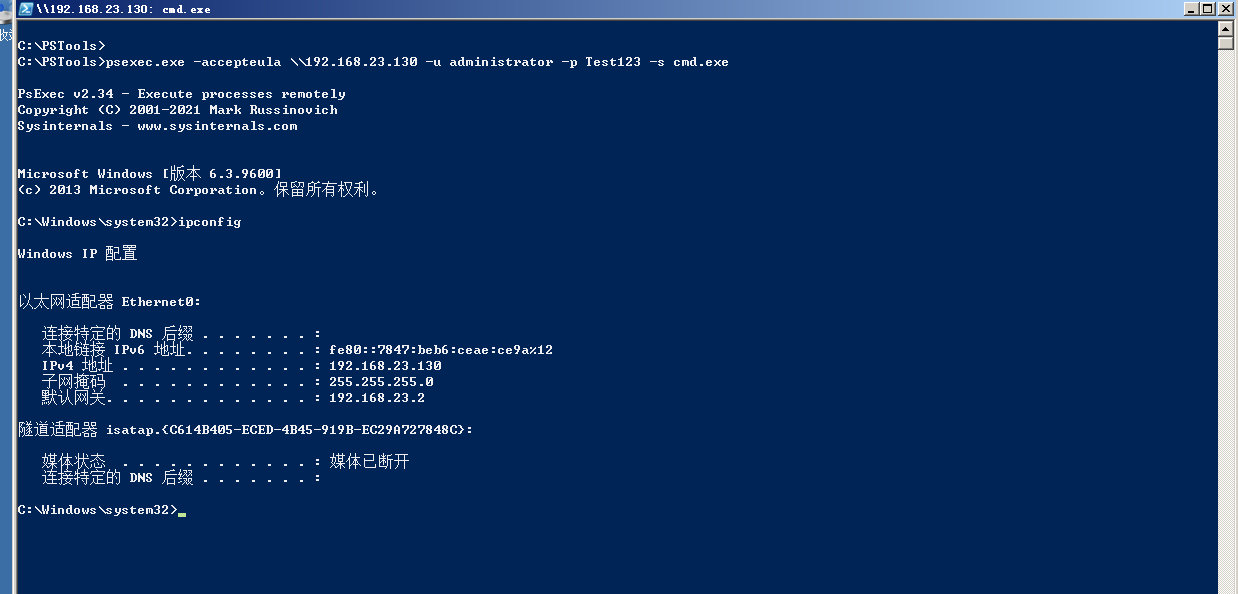 \\192.168.23.130: cmd.exe
C:\PSTools>
C:\PSTools>psexec.exe -accepteula \\192.168.23.130 -u administrator -p Test123 -s cmd.exe
PsExec v2.34 - Execute processes remotely
Copyright (C) 2001-2021 Mark Russinovich
Sysinternals - www.sysinternals.com
Microsoft Windows [版本 6.3.9600]
(c) 2013 Microsoft Corporation。保留所有权利。
C:\Windows\system32>ipconfig
Windows IP 配置
以太网适配器 Ethernet0:
连接特定的 DNS 后缀 . . . . . . . :
本地链接 IPv6 地址. . . . . . . . : fe80::7847:beb6:ceae:ce9a%12
IPv4 地址 . . . . . . . . . . . . : 192.168.23.130
子网掩码  . . . . . . . . . . . . : 255.255.255.0
默认网关. . . . . . . . . . . . . : 192.168.23.2
隧道适配器 isatap.{C614B405-ECED-4B45-919B-EC29A727848C}:
媒体状态  . . . . . . . . . . . . : 媒体已断开
连接特定的 DNS 后缀 . . . . . . . :
C:\Windows\system32>